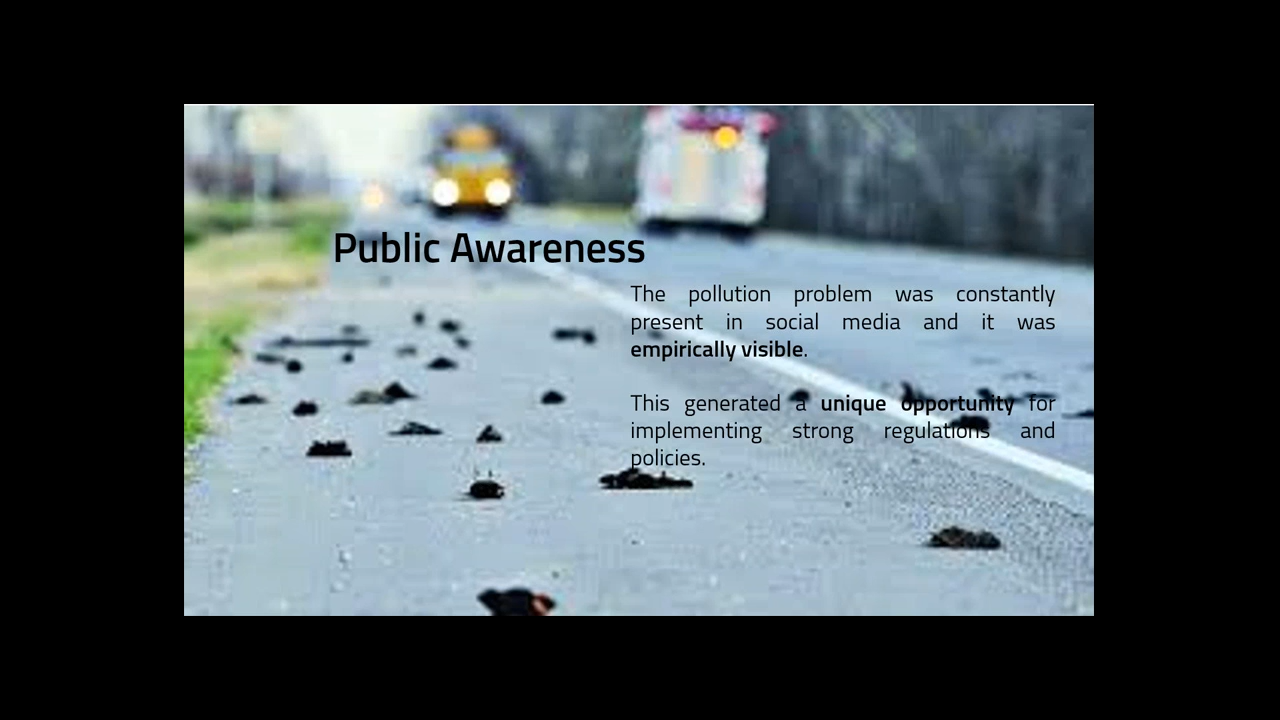 Public Awareness
The pollution problem was constantly
present in social media and it was
empirically visible.
This generated a unique opportunity for
implementing strong regulations and
policies.